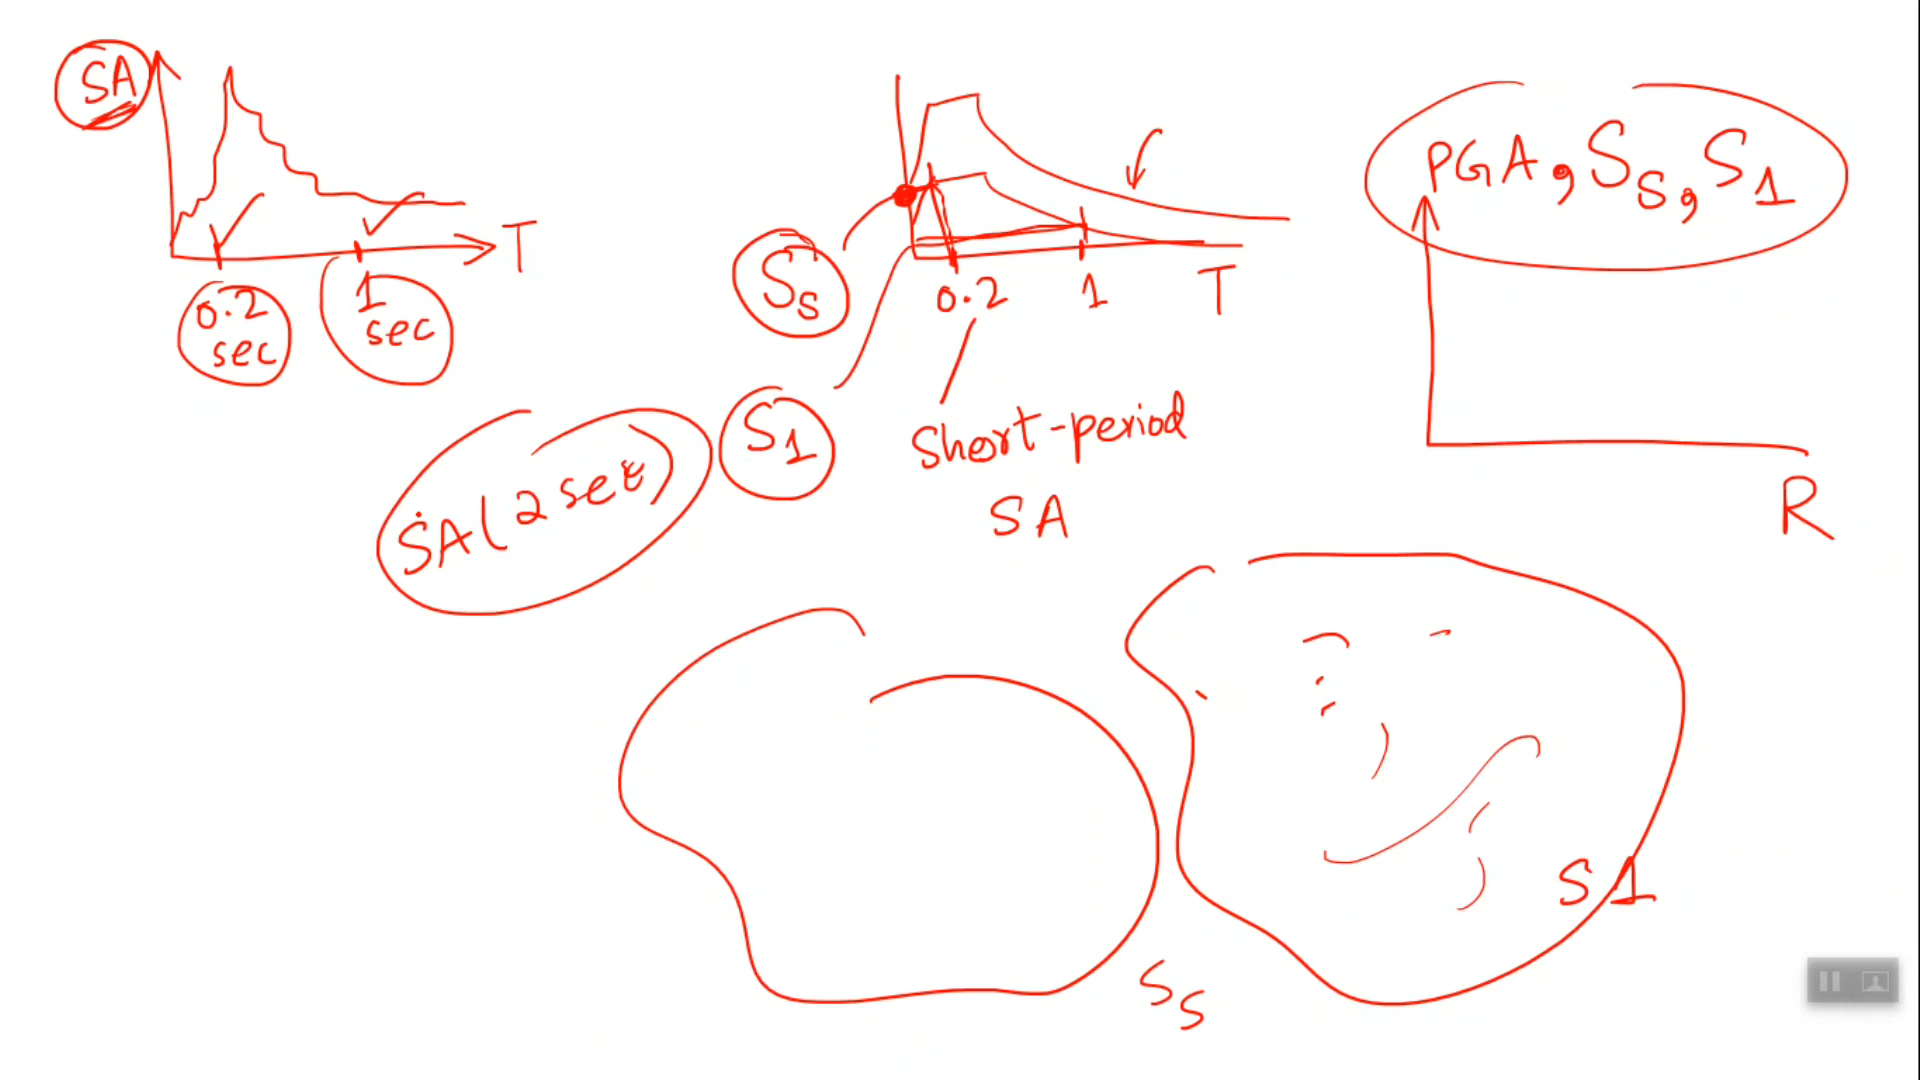 SA
T
0.2
sec
1
sec
0.2
1
T
Ss
S1
Short-period
SA
SA(2 sec)
PGA, Ss, S1
R
Ss
S1